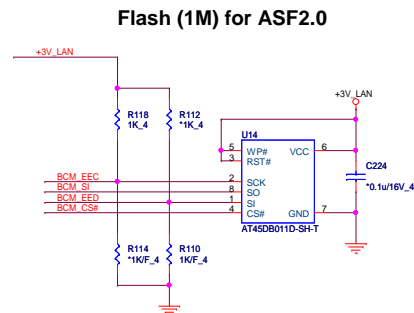 Flash (1M) for ASF2.0
+3V_LAN
+3V_LAN
R118
1K_4
R112
*1K_4
U14
5 WP# VCC 6
3 RST#
C224
*0.1u/16V_4
BCM_EEC 2 SCK
BCM_SI 8 SO
BCM_EED 1 SI
BCM_CS# 4 CS# GND 7
AT45DB011D-SH-T
R114
*1K/F_4
R110
1K/F_4